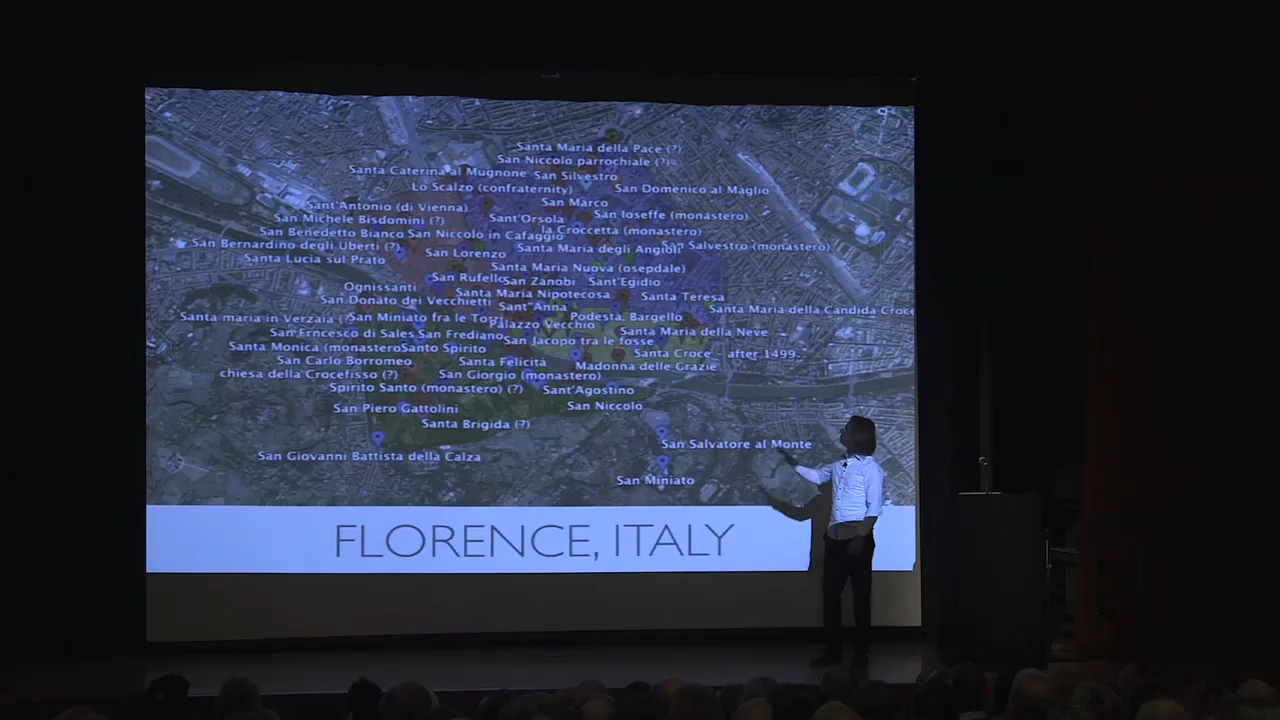 Santa Maria della Pace (?)
San Niccolo parrochiale (?)
Santa Caterina al Mugnone San Silvestro
Lo Scalzo (confraternity) San Domenico al Maglio
Sant'Antonio (di Vienna) San Marco
San Michele Bisdomini (?) Sant'Orsola San Ioseffe (monastero)
San Benedetto Bianco San Niccolo in Cafaggio la Crocetta (monastero)
San Bernardino degli Uberti (?) San Lorenzo Santa Maria degli Angioli San Salvestro (monastero)
Santa Lucia sul Prato
Santa Maria Nuova (osepdale)
San Rufello San Zanobi Sant'Egidio
Ognissanti Santa Maria Nipotecosa Santa Teresa
San Donato dei Vecchietti Sant'Anna Santa Maria della Candida Croce
Santa maria in Verzaia (? San Miniato fra le Palazzo Vecchio Podesta, Bargello
San Frncesco di Sales San Frediano San Jacopo tra le fosse Santa Maria della Neve
Santa Monica (monastero Santo Spirito Santa Croce - after 1499.
San Carlo Borromeo Santa Felicità Madonna delle Grazie
chiesa della Crocefisso (?) San Giorgio (monastero)
Spirito Santo (monastero) (?) Sant'Agostino
San Piero Gattolini San Niccolo
Santa Brigida (?)
San Salvatore al Monte
San Giovanni Battista della Calza
San Miniato
FLORENCE, ITALY